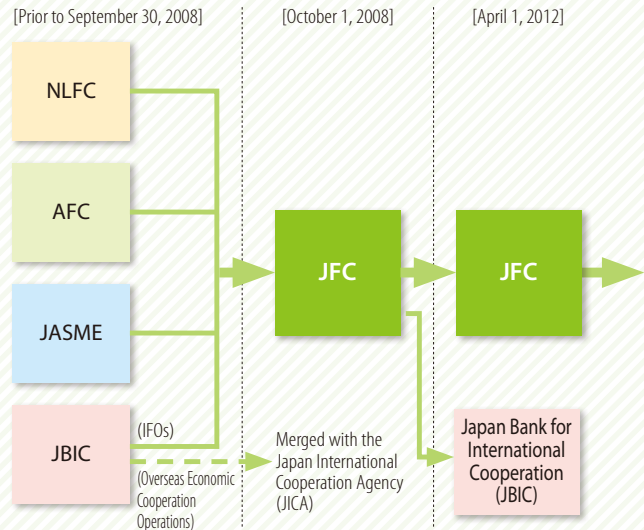 [Prior to September 30, 2008]
[October 1, 2008]
[April 1, 2012]
NLFC
AFC
JASME
JBIC
(IFOs)
(Overseas Economic
Cooperation
Operations)
JFC
Merged with the
Japan International
Cooperation Agency
(JICA)
JFC
Japan Bank for
International
Cooperation
(JBIC)